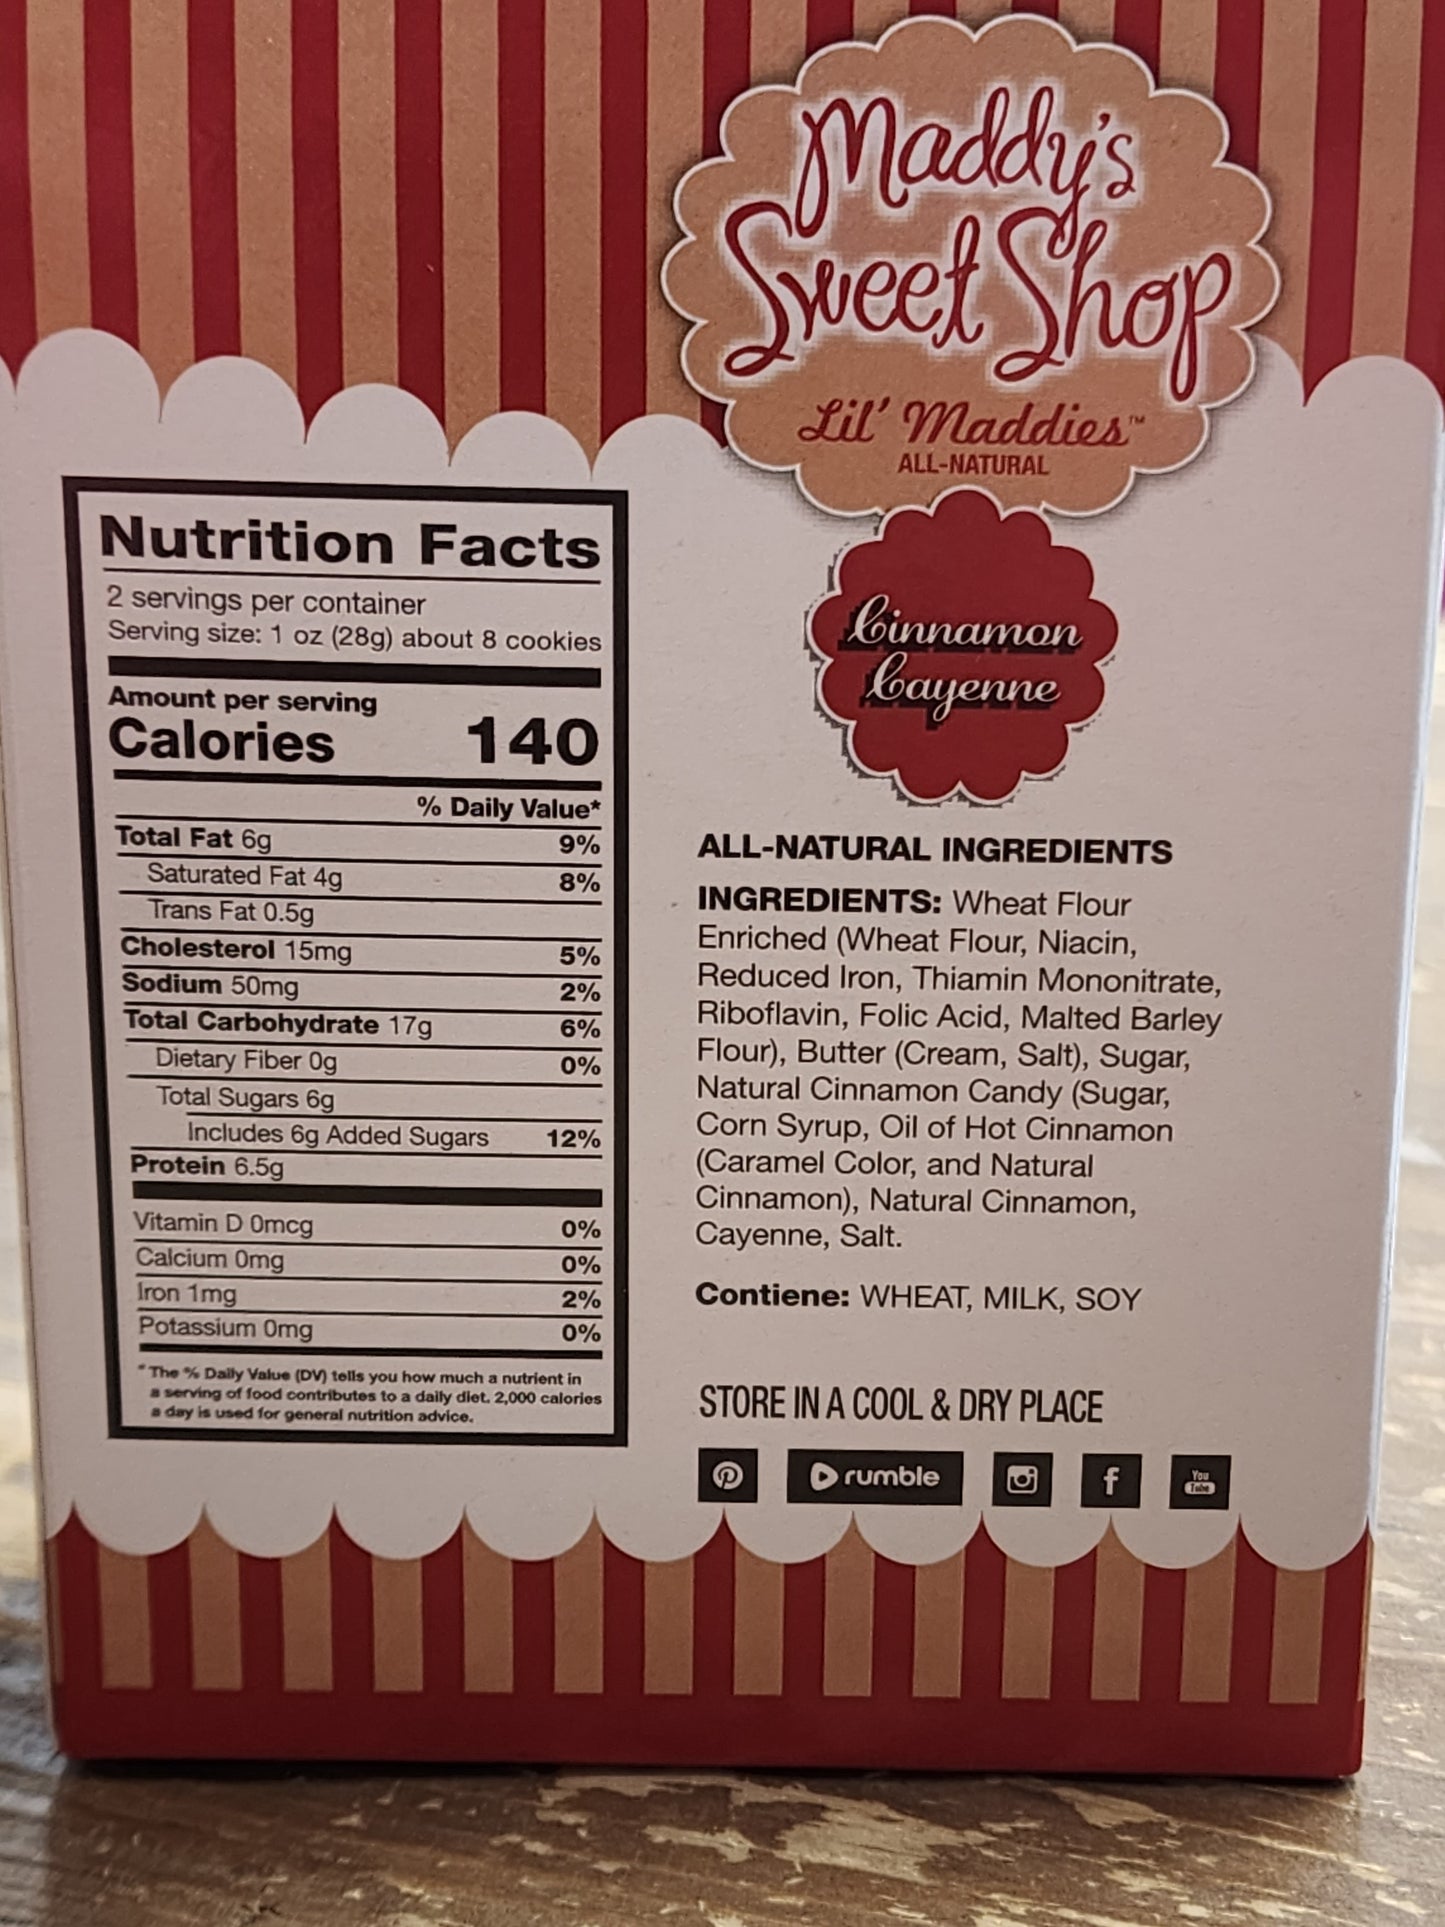 Maddy's
Sweet Shop
Lil' Maddies™
ALL-NATURAL
Cinnamon
Cayenne
Nutrition Facts
2 servings per container
Serving size: 1 oz (28g) about 8 cookies
Amount per serving
Calories 140
% Daily Value*
Total Fat 6g 9%
Saturated Fat 4g 8%
Trans Fat 0.5g
Cholesterol 15mg 5%
Sodium 50mg 2%
Total Carbohydrate 17g 6%
Dietary Fiber 0g 0%
Total Sugars 6g
Includes 6g Added Sugars 12%
Protein 6.5g
Vitamin D 0mcg 0%
Calcium 0mg 0%
Iron 1mg 2%
Potassium 0mg 0%
*The % Daily Value (DV) tells you how much a nutrient in
a serving of food contributes to a daily diet. 2,000 calories
a day is used for general nutrition advice.
ALL-NATURAL INGREDIENTS
INGREDIENTS: Wheat Flour
Enriched (Wheat Flour, Niacin,
Reduced Iron, Thiamin Mononitrate,
Riboflavin, Folic Acid, Malted Barley
Flour), Butter (Cream, Salt), Sugar,
Natural Cinnamon Candy (Sugar,
Corn Syrup, Oil of Hot Cinnamon
(Caramel Color, and Natural
Cinnamon), Natural Cinnamon,
Cayenne, Salt.
Contiene: WHEAT, MILK, SOY
STORE IN A COOL & DRY PLACE
rumble
You
Tube